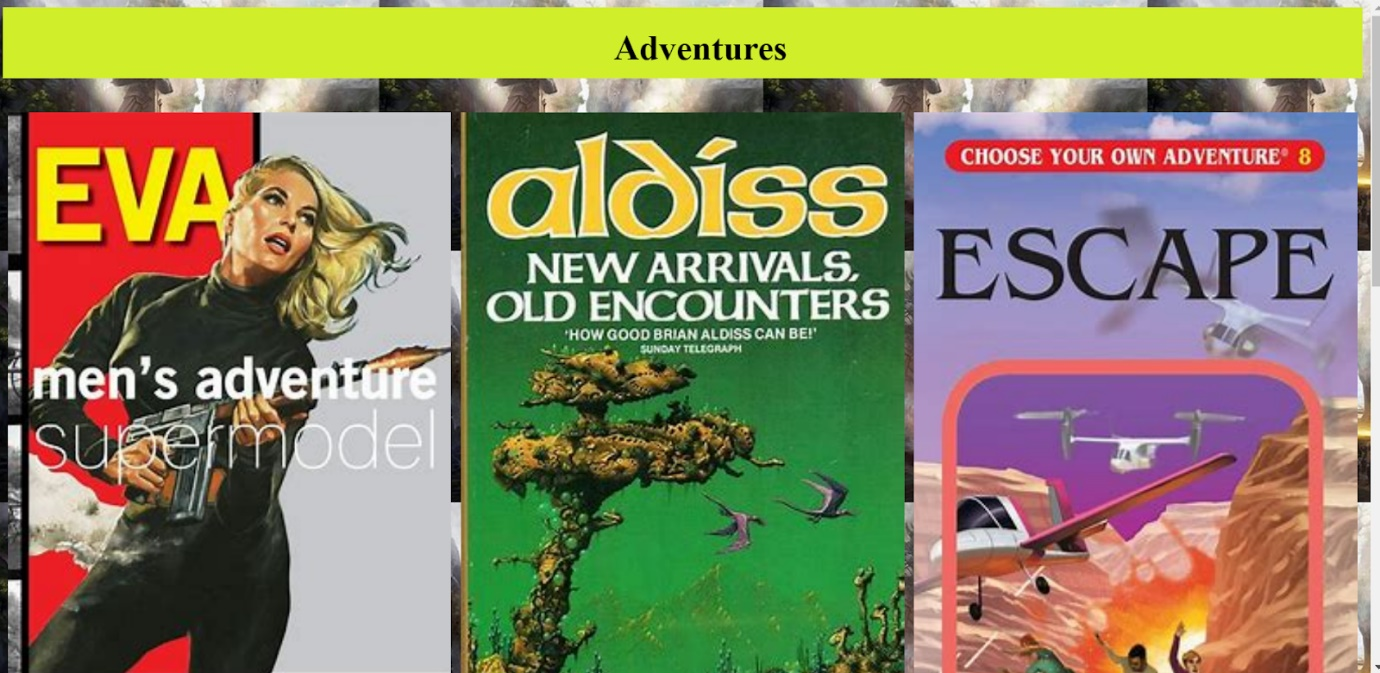 Adventures
EVA
men's adventure
supermodel
aldíss
NEW ARRIVALS,
OLD ENCOUNTERS
'HOW GOOD BRIAN ALDISS CAN BE!'
SUNDAY TELEGRAPH
CHOOSE YOUR OWN ADVENTURE® 8
ESCAPE